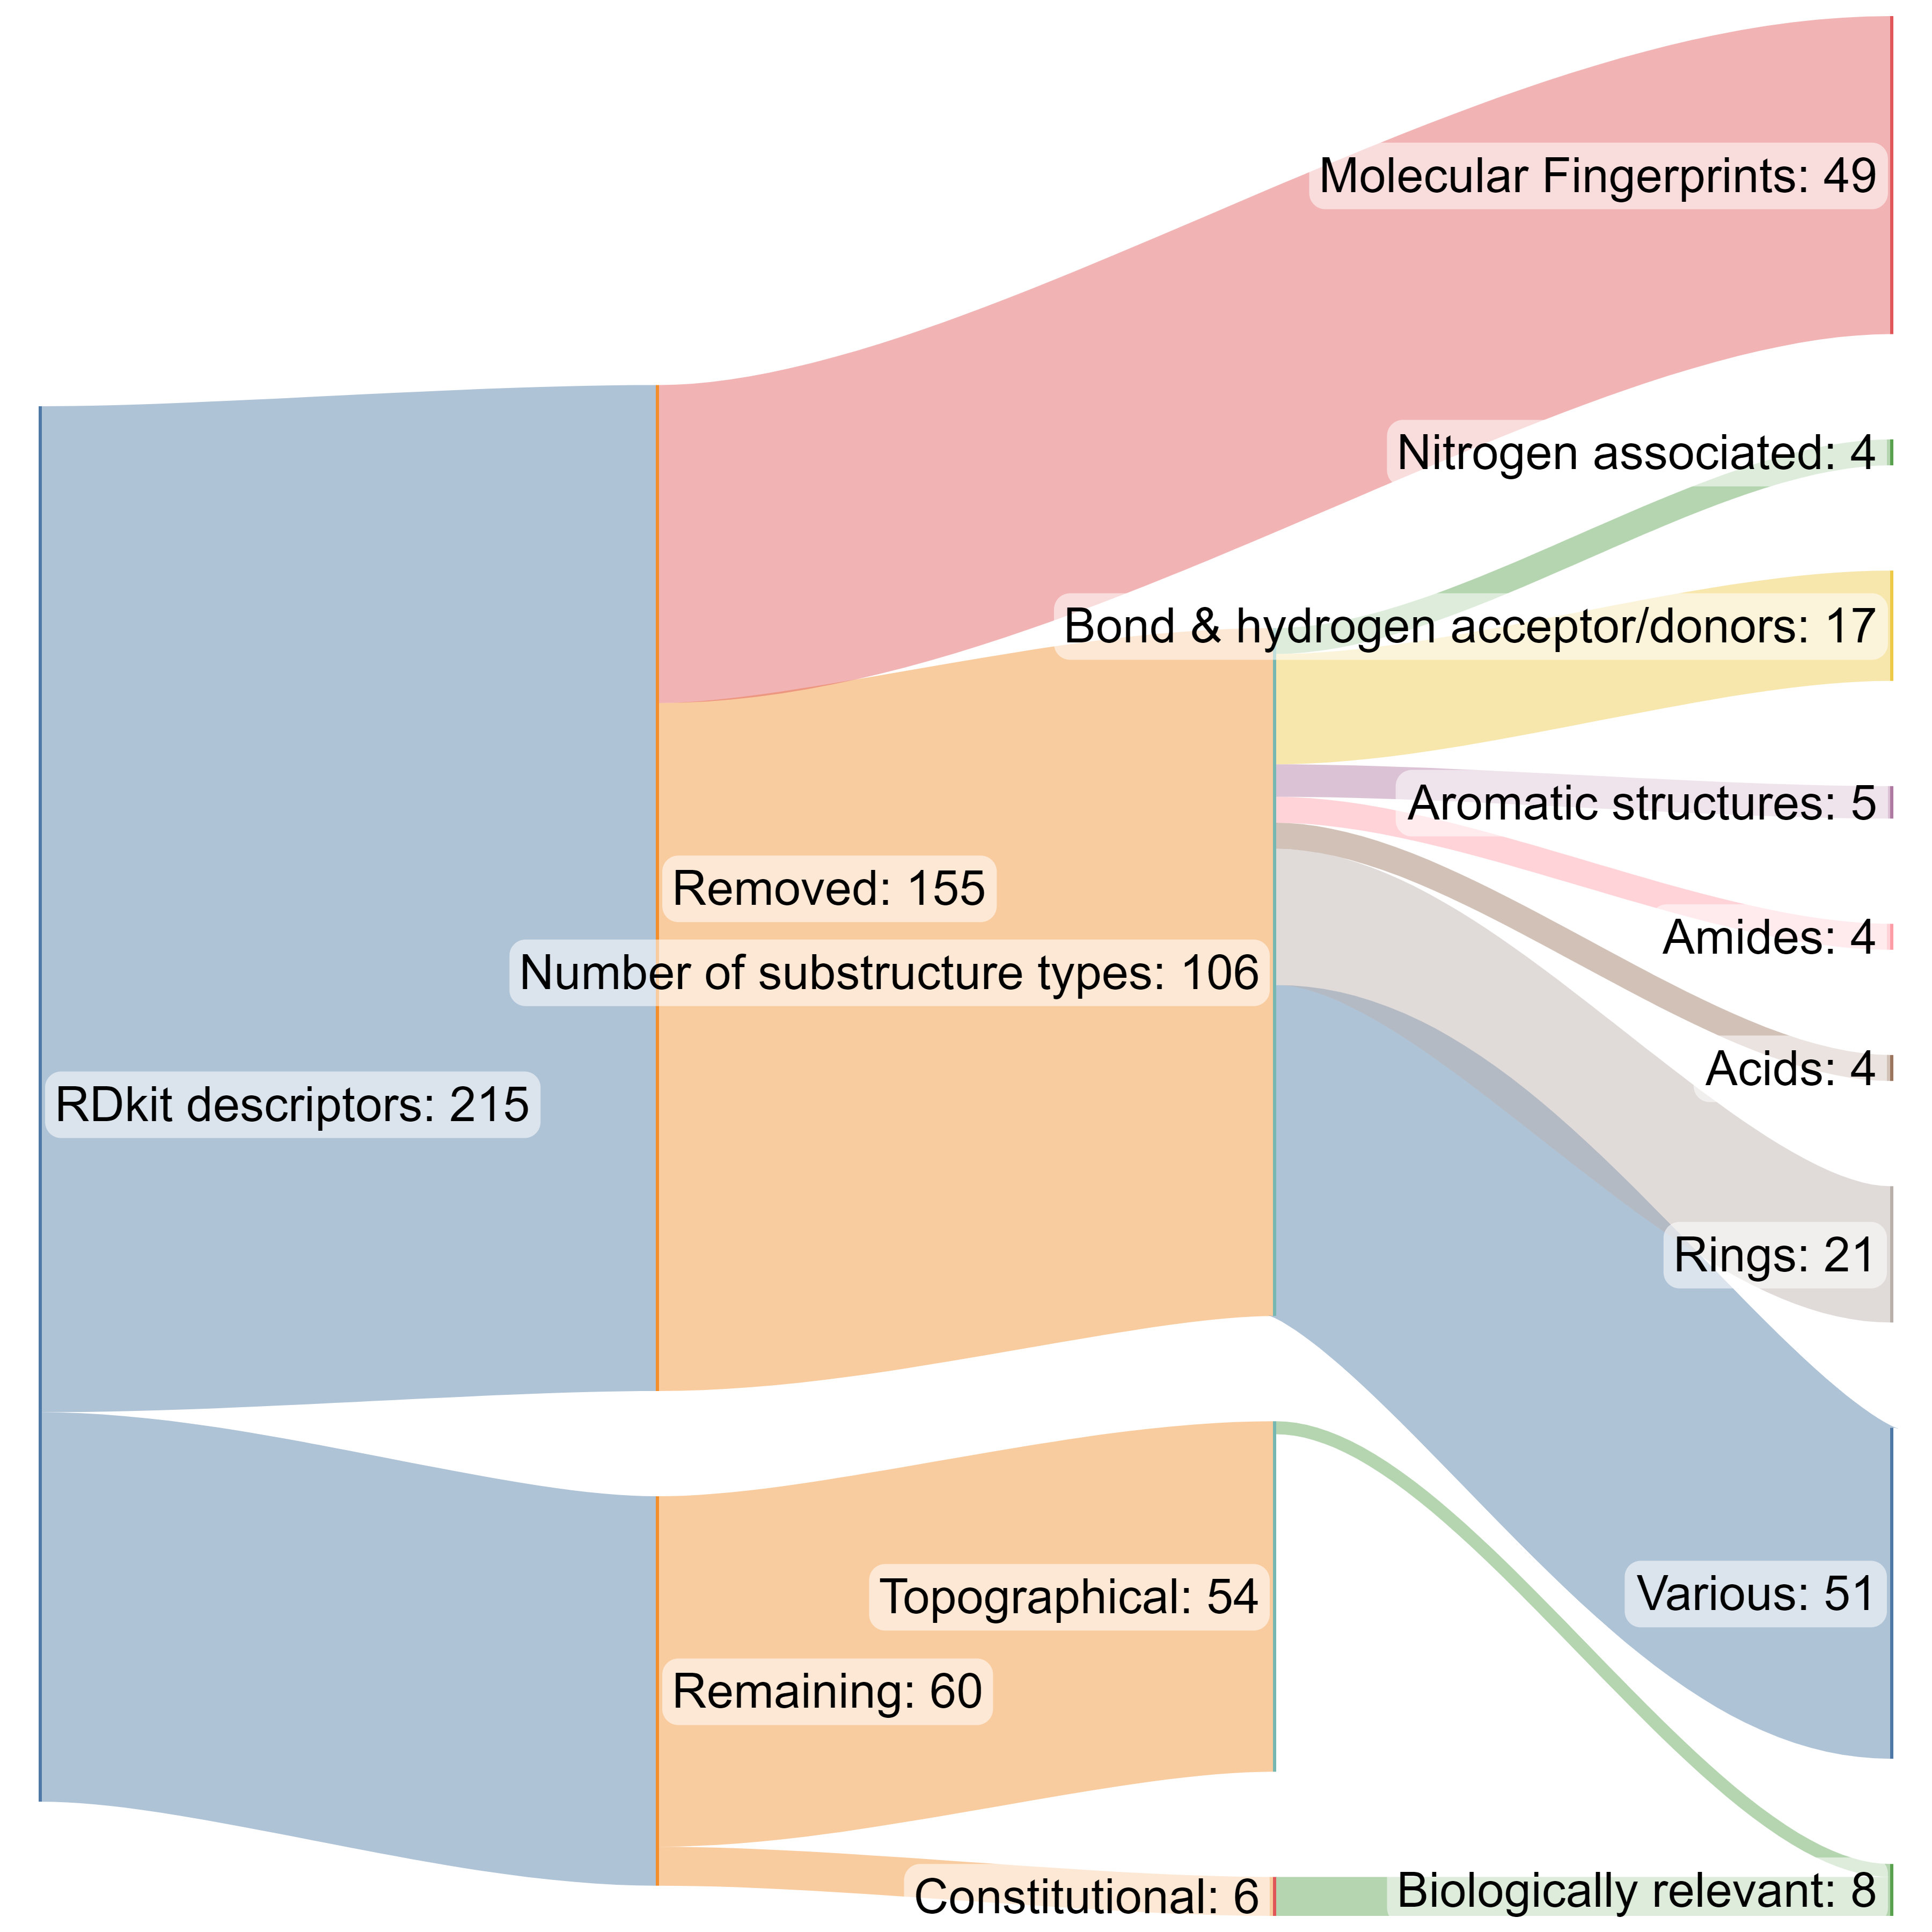 Molecular Fingerprints: 49
Nitrogen associated: 4
Bond & hydrogen acceptor/donors: 17
Aromatic structures: 5
Removed: 155
Amides: 4
Number of substructure types: 106
Acids: 4
RDkit descriptors: 215
Rings: 21
Various: 51
Topographical: 54
Remaining: 60
Biologically relevant: 8
Constitutional: 6